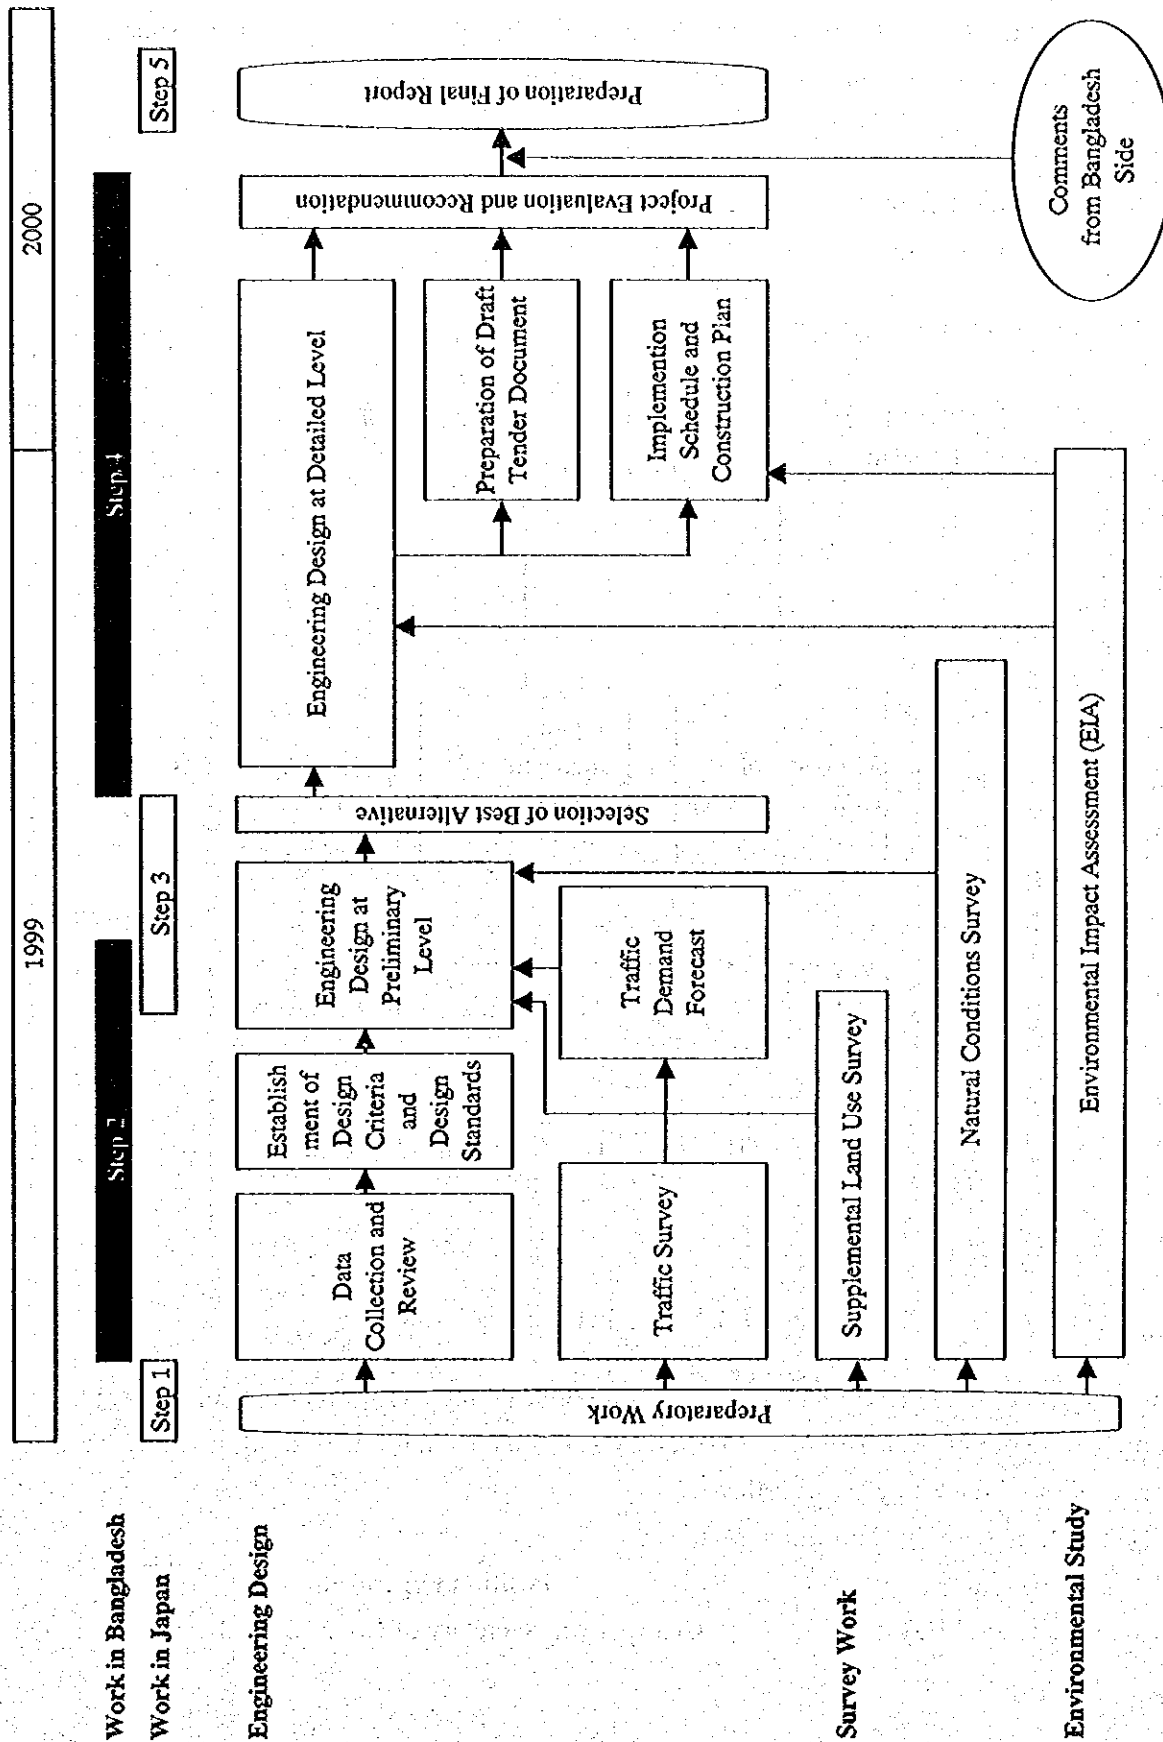 1999
2000
Work in Bangladesh
Step 2
Step 4
Work in Japan
Step 1
Step 3
Step 5
Engineering Design
Preparatory Work
Data
Collection and
Review
Establish
ment of
Design
Criteria
and
Design
Standards
Engineering
Design at
Preliminary
Level
Selection of Best Alternative
Engineering Design at Detailed Level
Preparation of Draft
Tender Document
Implemention
Schedule and
Construction Plan
Project Evaluation and Recommendation
Preparation of Final Report
Traffic Survey
Traffic
Demand
Forecast
Survey Work
Supplemental Land Use Survey
Natural Conditions Survey
Environmental Study
Environmental Impact Assessment (EIA)
Comments
from Bangladesh
Side